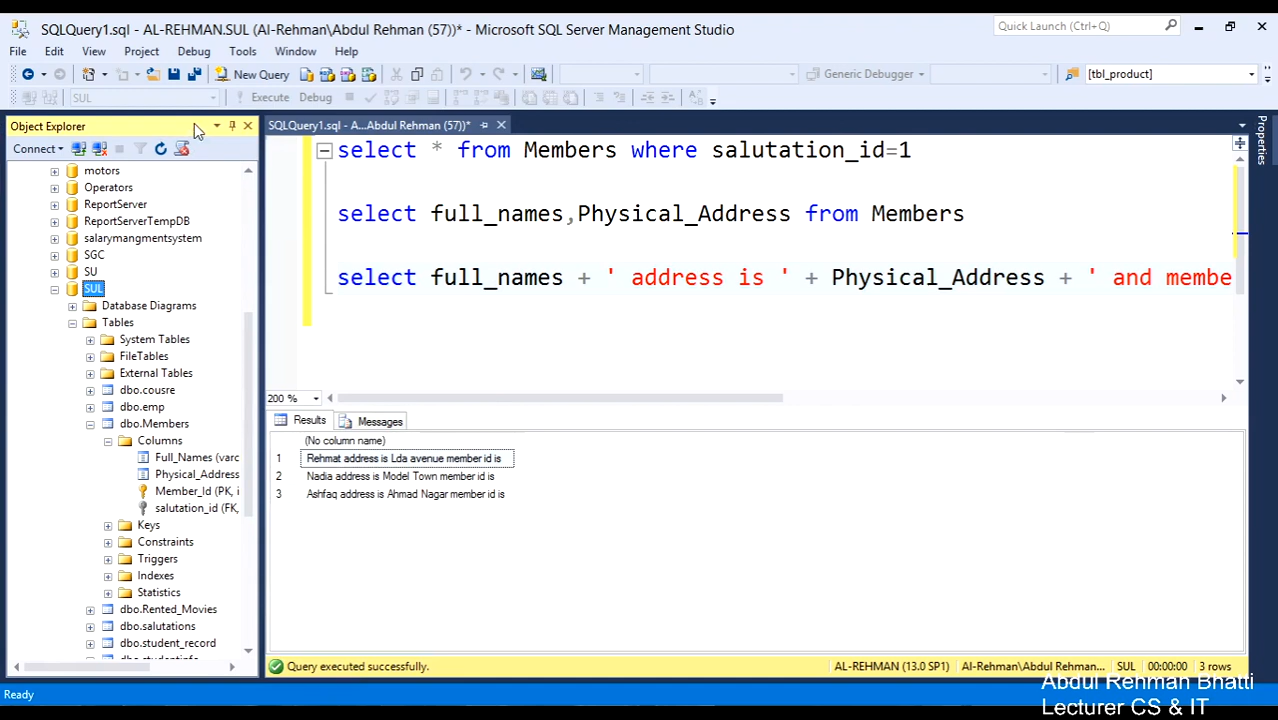 SQLQuery1.sql - AL-REHMAN.SUL (Al-Rehman\Abdul Rehman (57))* - Microsoft SQL Server Management Studio
Quick Launch (Ctrl+Q)
File Edit View Project Debug Tools Window Help
New Query Generic Debugger [tbl_product]
SUL Execute Debug
Object Explorer
SQLQuery1.sql - A...Abdul Rehman (57))*
Properties
Connect
motors
Operators
ReportServer
ReportServerTempDB
salarymangmentsystem
SGC
SU
SUL
Database Diagrams
Tables
System Tables
FileTables
External Tables
dbo.cousre
dbo.emp
dbo.Members
Columns
Full_Names (varc
Physical_Address
Member_Id (PK, i
salutation_id (FK,
Keys
Constraints
Triggers
Indexes
Statistics
dbo.Rented_Movies
dbo.salutations
dbo.student_record
select * from Members where salutation_id=1
select full_names,Physical_Address from Members
select full_names + ' address is ' + Physical_Address + ' and membe
200 %
Results Messages
(No column name)
1 Rehmat address is Lda avenue member id is
2 Nadia address is Model Town member id is
3 Ashfaq address is Ahmad Nagar member id is
Query executed successfully. AL-REHMAN (13.0 SP1) Al-Rehman\Abdul Rehman... SUL 00:00:00 3 rows
Ready
Abdul Rehman Bhatti
Lecturer CS & IT